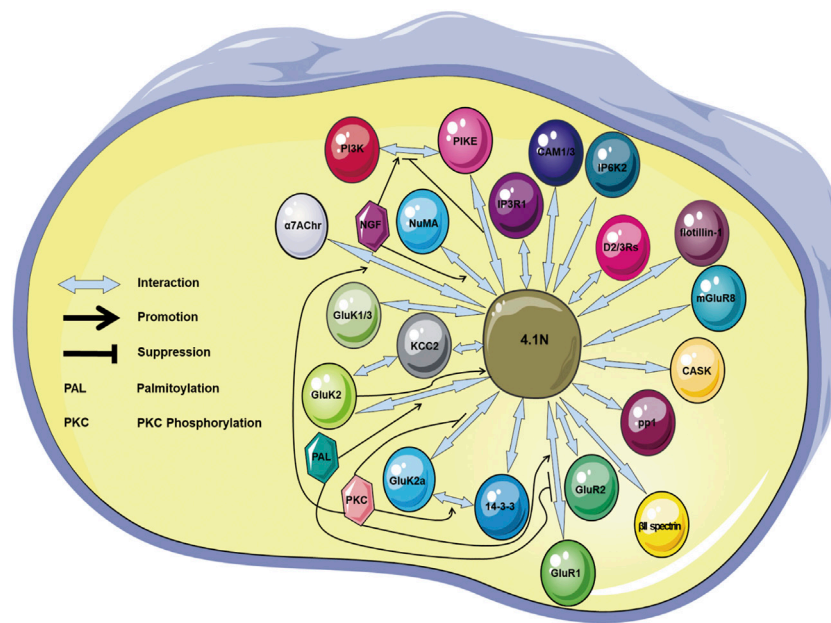 PI3K
PIKE
CAM1/3
IP6K2
IP3R1
α7AChr
NGF
NuMA
D2/3Rs
flotillin-1
mGluR8
Interaction
Promotion
Suppression
PAL Palmitoylation
PKC PKC Phosphorylation
GluK1/3
KCC2
4.1N
CASK
GluK2
pp1
PAL
GluK2a
PKC
14-3-3
GluR2
βII spectrin
GluR1